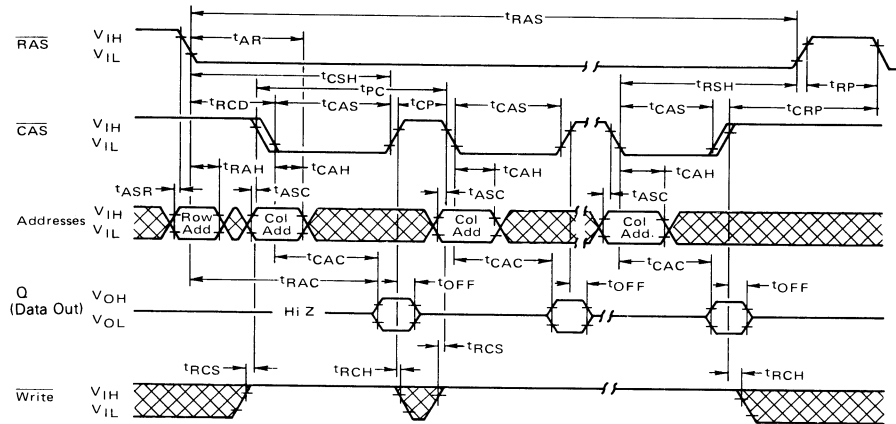 tRAS
RAS VIH
VIL
tAR
tCSH
tPC
tRSH
tRP
tRCD tCAS tCP tCAS tCAS tCRP
CAS VIH
VIL
tRAH tCAH tCAH tCAH
tASR tASC tASC tASC
Addresses VIH
VIL
Row Add
Col Add
Col Add
Col Add.
tCAC tCAC tCAC
tRAC tOFF tOFF tOFF
Q (Data Out) VOH
VOL
Hi Z
tRCS
tRCS tRCH tRCH
Write VIH
VIL